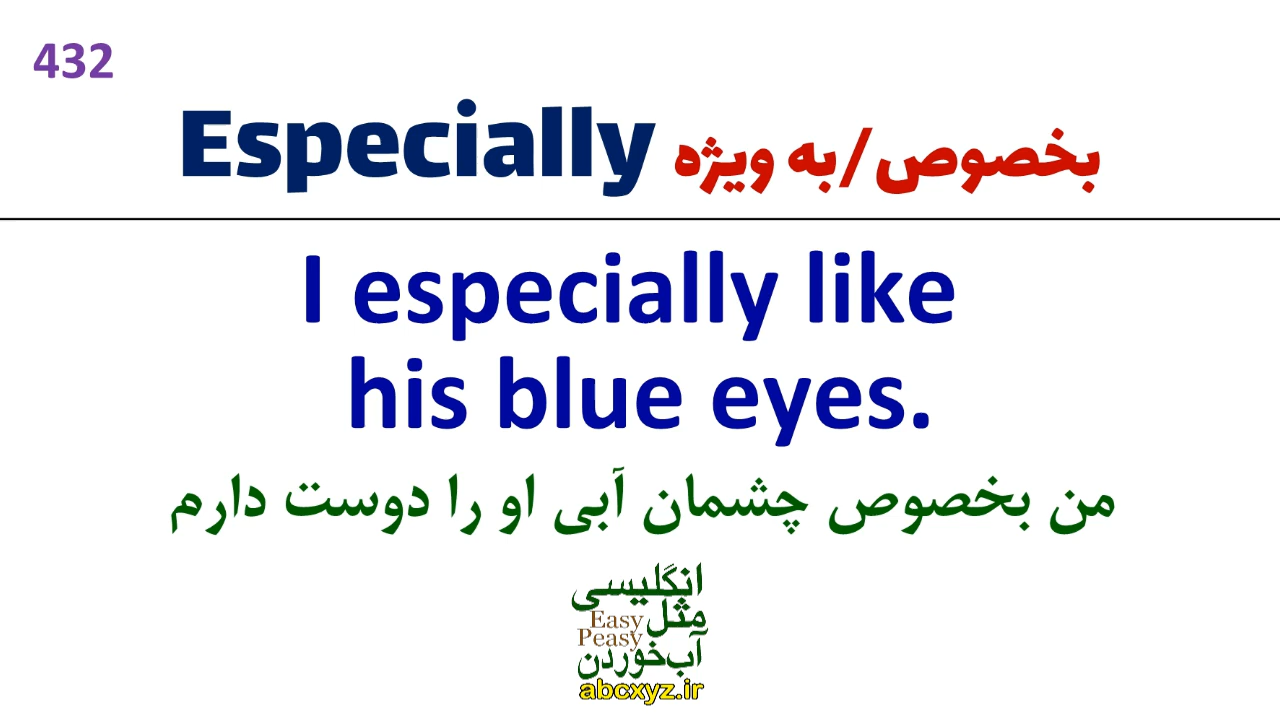 432
Especially بخصوص/به ویژه
I especially like
his blue eyes.
من بخصوص چشمان آبی او را دوست دارم
انگلیسی
مثل Easy
Peasy
آب‌خوردن
abcxyz.ir